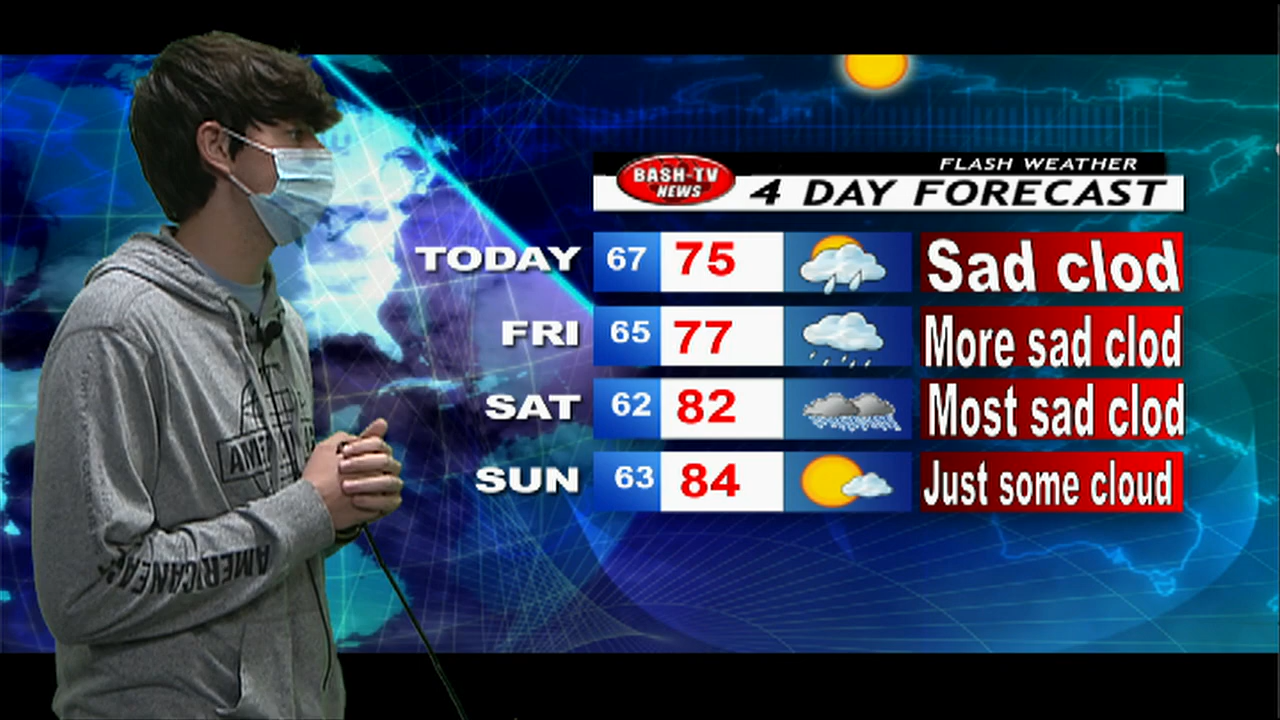 FLASH WEATHER
BASH-TV
NEWS
4 DAY FORECAST
TODAY 67 75 Sad clod
FRI 65 77 More sad clod
SAT 62 82 Most sad clod
SUN 63 84 Just some cloud